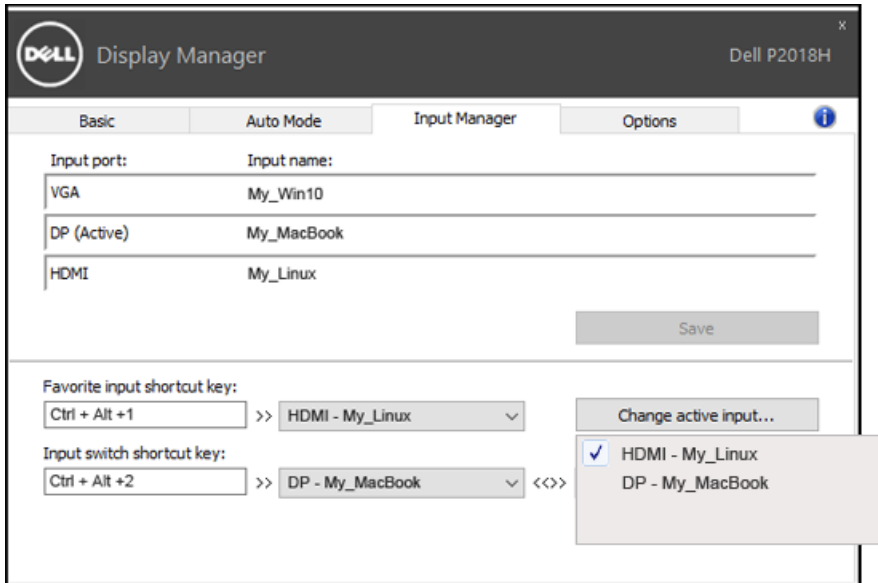 DELL Display Manager
x
Dell P2018H
Basic Auto Mode Input Manager Options i
Input port: Input name:
VGA My_Win10
DP (Active) My_MacBook
HDMI My_Linux
Save
Favorite input shortcut key:
Ctrl + Alt +1 >> HDMI - My_Linux Change active input...
Input switch shortcut key:
Ctrl + Alt +2 >> DP - My_MacBook <<>>
HDMI - My_Linux
DP - My_MacBook